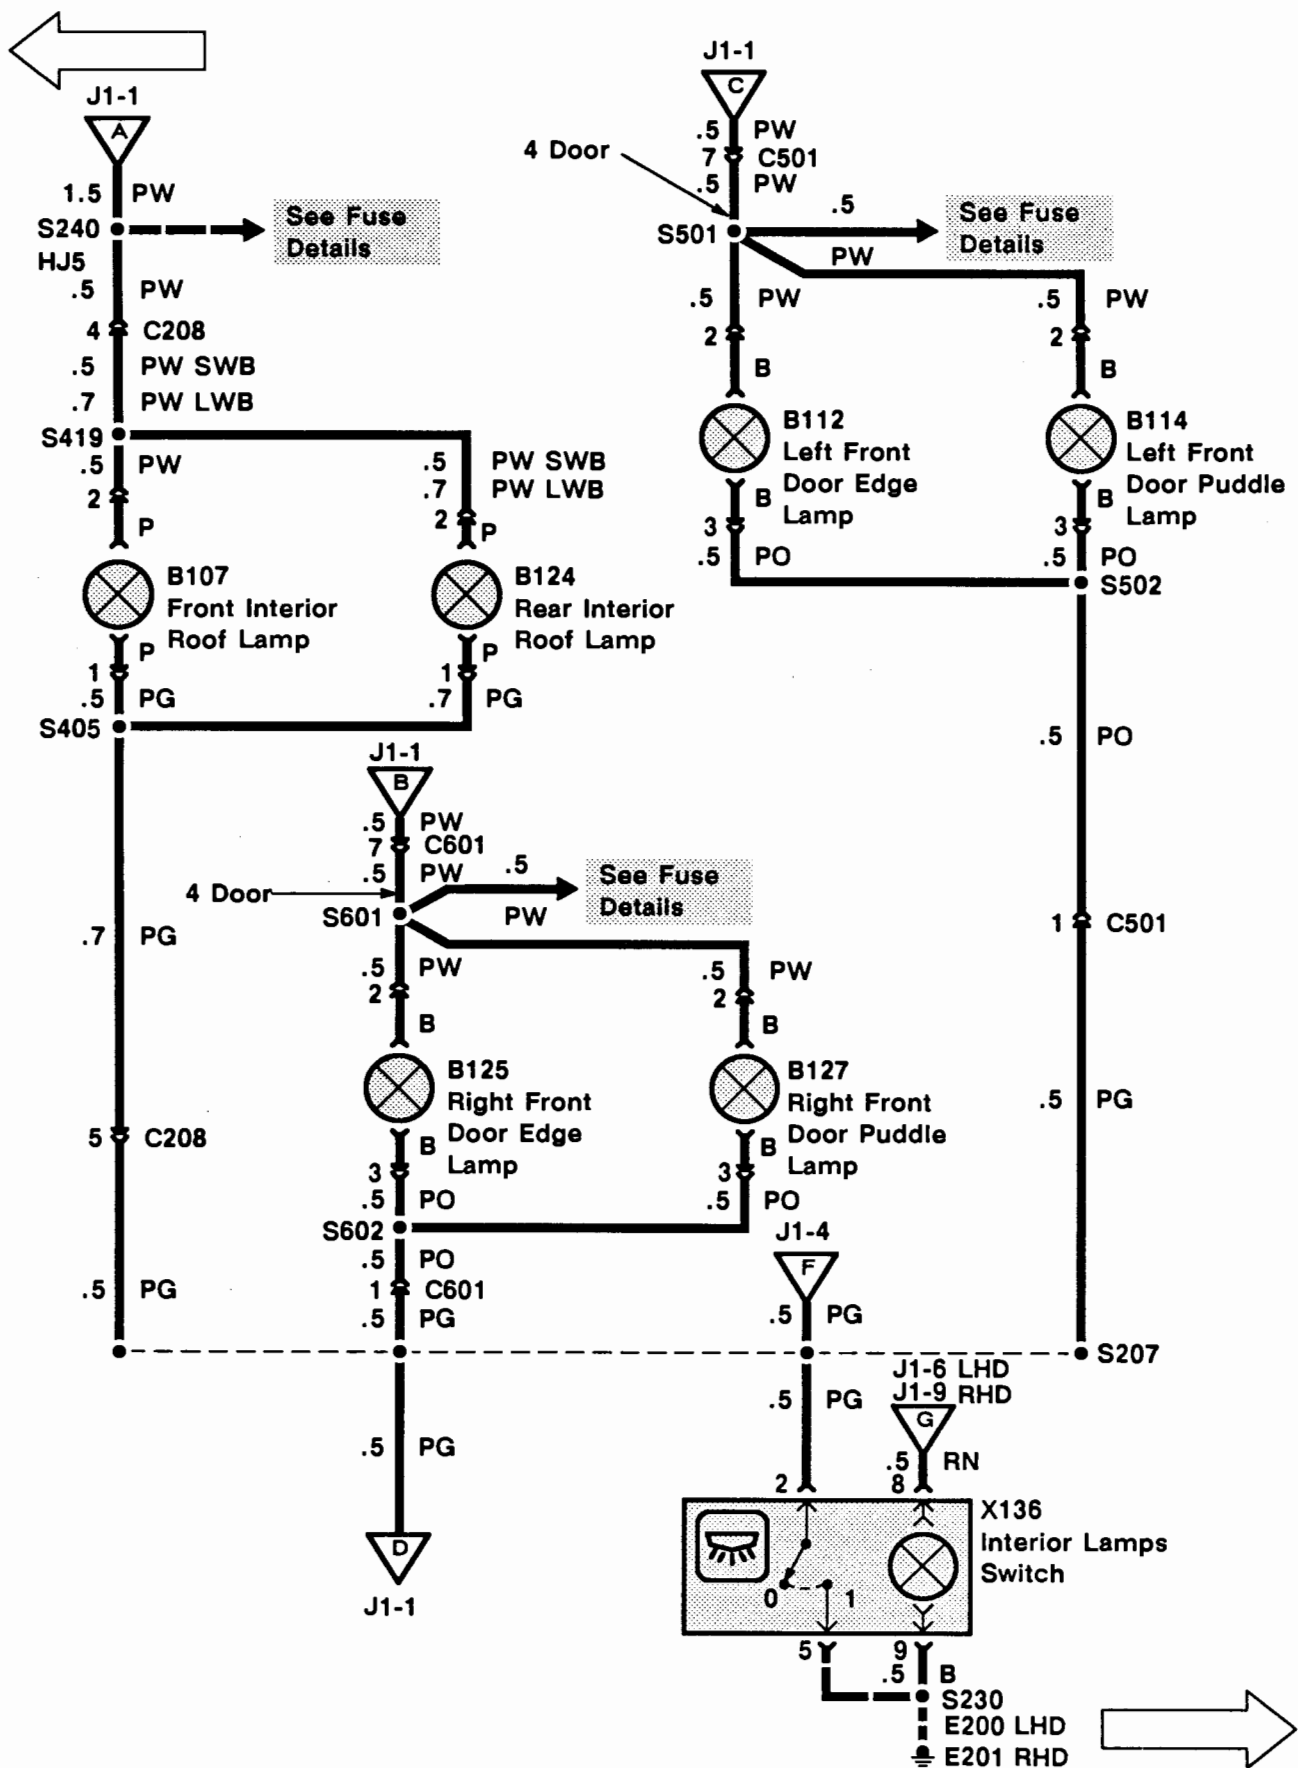 J1-1
A
1.5 PW
S240
HJ5
See Fuse
Details
.5 PW
4 C208
.5 PW SWB
.7 PW LWB
S419
.5 PW
2
P
.5 PW SWB
.7 PW LWB
2 P
B107
Front Interior
Roof Lamp
B124
Rear Interior
Roof Lamp
P
1
.5 PG
P
1
.7 PG
S405
.7 PG
5 C208
.5 PG
J1-1
C
.5 PW
7 C501
.5 PW
4 Door
S501
.5
PW
See Fuse
Details
.5 PW
2
B
.5 PW
2
B
B112
Left Front
Door Edge
Lamp
B114
Left Front
Door Puddle
Lamp
B
3
.5 PO
B
3
.5 PO
S502
.5 PO
1 C501
.5 PG
J1-1
B
.5 PW
7 C601
.5 PW
4 Door
S601
.5
PW
See Fuse
Details
.5 PW
2
B
.5 PW
2
B
B125
Right Front
Door Edge
Lamp
B127
Right Front
Door Puddle
Lamp
B
3
.5 PO
B
3
.5 PO
S602
.5 PO
1 C601
.5 PG
J1-4
F
.5 PG
S207
.5 PG
D
J1-1
.5 PG
2
J1-6 LHD
J1-9 RHD
G
.5 RN
8
X136
Interior Lamps
Switch
0 1
5 9
.5 B
S230
E200 LHD
E201 RHD